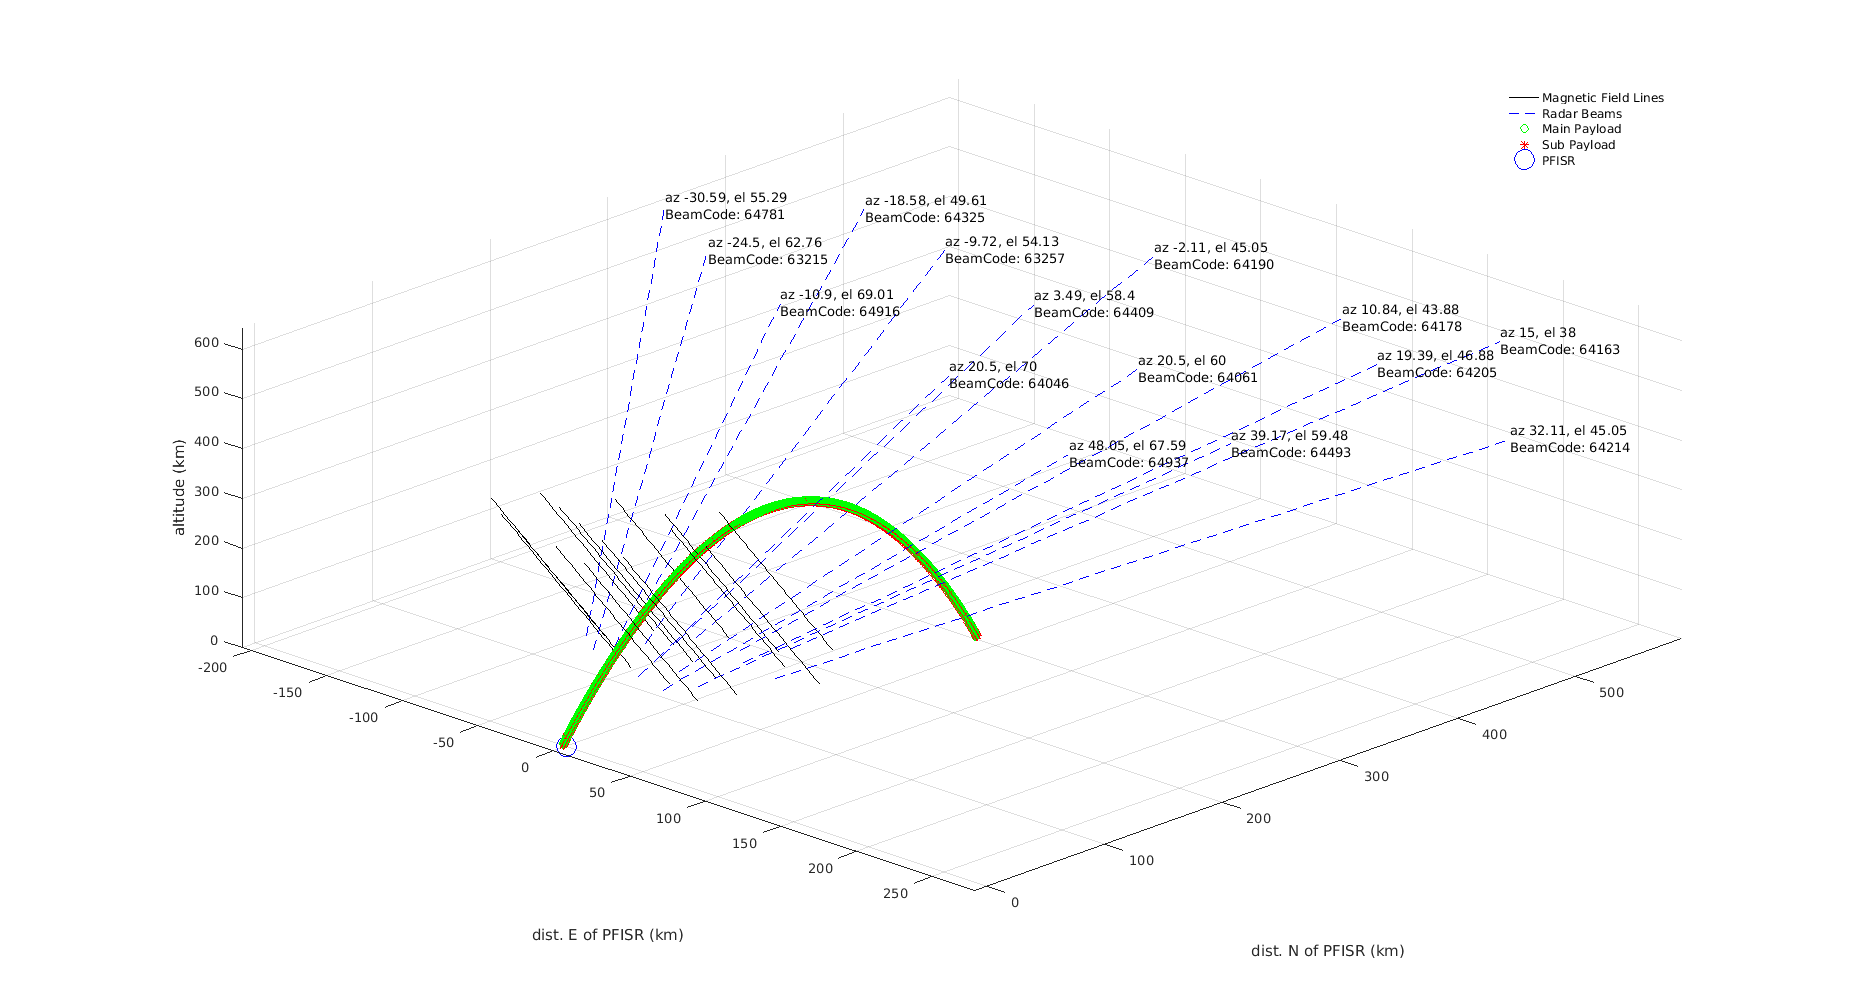 Magnetic Field Lines
Radar Beams
Main Payload
Sub Payload
PFISR
az -30.59, el 55.29
BeamCode: 64781
az -18.58, el 49.61
BeamCode: 64325
az -24.5, el 62.76
BeamCode: 63215
az -9.72, el 54.13
BeamCode: 63257
az -2.11, el 45.05
BeamCode: 64190
az -10.9, el 69.01
BeamCode: 64916
az 3.49, el 58.4
BeamCode: 64409
az 10.84, el 43.88
BeamCode: 64178
az 15, el 38
BeamCode: 64163
az 19.39, el 46.88
BeamCode: 64205
az 20.5, el 70
BeamCode: 64046
az 20.5, el 60
BeamCode: 64061
az 48.05, el 67.59
BeamCode: 64937
az 39.17, el 59.48
BeamCode: 64493
az 32.11, el 45.05
BeamCode: 64214
altitude (km)
600
500
400
300
200
100
0
-200
-150
-100
-50
0
50
100
150
200
250
dist. E of PFISR (km)
0
100
200
300
400
500
dist. N of PFISR (km)